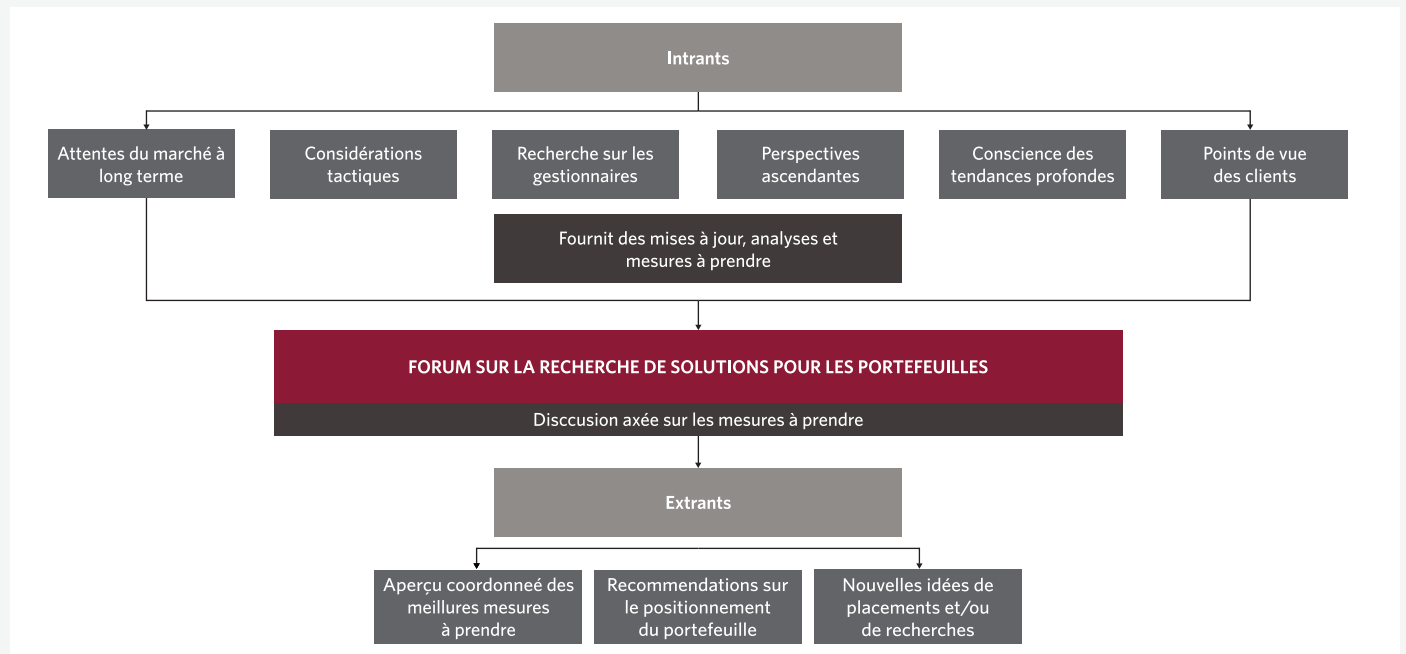 Intrants
Attentes du marché à
long terme
Considérations
tactiques
Recherche sur les
gestionnaires
Perspectives
ascendantes
Conscience des
tendances profondes
Points de vue
des clients
Fournit des mises à jour, analyses et
mesures à prendre
FORUM SUR LA RECHERCHE DE SOLUTIONS POUR LES PORTEFEUILLES
Disccusion axée sur les mesures à prendre
Extrants
Aperçu coordonneé des
meillures mesures
à prendre
Recommendations sur
le positionnement
du portefeuille
Nouvelles idées de
placements et/ou
de recherches